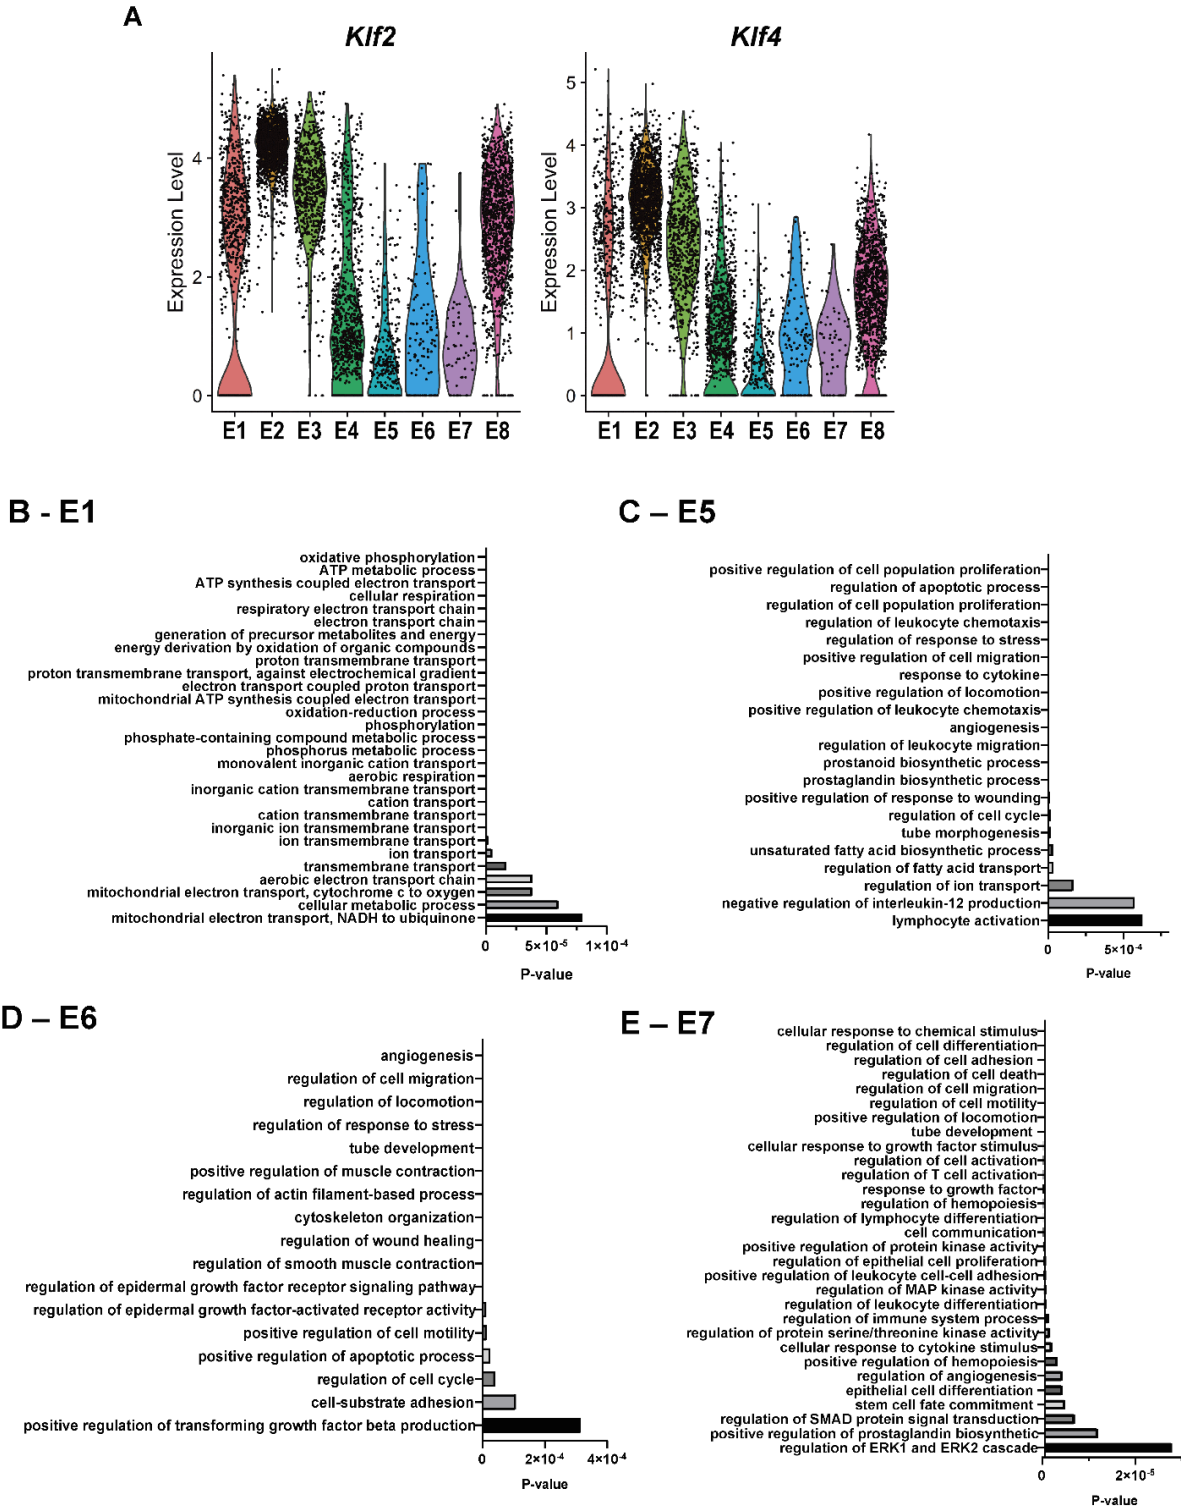 A
Klf2
Klf4
Expression Level
4
2
0
E1 E2 E3 E4 E5 E6 E7 E8
Expression Level
5
4
3
2
1
0
E1 E2 E3 E4 E5 E6 E7 E8
B - E1
oxidative phosphorylation
ATP metabolic process
ATP synthesis coupled electron transport
cellular respiration
respiratory electron transport chain
electron transport chain
generation of precursor metabolites and energy
energy derivation by oxidation of organic compounds
proton transmembrane transport
proton transmembrane transport, against electrochemical gradient
electron transport coupled proton transport
mitochondrial ATP synthesis coupled electron transport
oxidation-reduction process
phosphorylation
phosphate-containing compound metabolic process
phosphorus metabolic process
monovalent inorganic cation transport
aerobic respiration
inorganic cation transmembrane transport
cation transport
cation transmembrane transport
inorganic ion transmembrane transport
ion transmembrane transport
ion transport
transmembrane transport
aerobic electron transport chain
mitochondrial electron transport, cytochrome c to oxygen
cellular metabolic process
mitochondrial electron transport, NADH to ubiquinone
0 5×10⁻⁵ 1×10⁻⁴
P-value
C – E5
positive regulation of cell population proliferation
regulation of apoptotic process
regulation of cell population proliferation
regulation of leukocyte chemotaxis
regulation of response to stress
positive regulation of cell migration
response to cytokine
positive regulation of locomotion
positive regulation of leukocyte chemotaxis
angiogenesis
regulation of leukocyte migration
prostanoid biosynthetic process
prostaglandin biosynthetic process
positive regulation of response to wounding
regulation of cell cycle
tube morphogenesis
unsaturated fatty acid biosynthetic process
regulation of fatty acid transport
regulation of ion transport
negative regulation of interleukin-12 production
lymphocyte activation
0 5×10⁻⁴
P-value
D – E6
angiogenesis
regulation of cell migration
regulation of locomotion
regulation of response to stress
tube development
positive regulation of muscle contraction
regulation of actin filament-based process
cytoskeleton organization
regulation of wound healing
regulation of smooth muscle contraction
regulation of epidermal growth factor receptor signaling pathway
regulation of epidermal growth factor-activated receptor activity
positive regulation of cell motility
positive regulation of apoptotic process
regulation of cell cycle
cell-substrate adhesion
positive regulation of transforming growth factor beta production
0 2×10⁻⁴ 4×10⁻⁴
P-value
E – E7
cellular response to chemical stimulus
regulation of cell differentiation
regulation of cell adhesion
regulation of cell death
regulation of cell migration
regulation of cell motility
positive regulation of locomotion
tube development
cellular response to growth factor stimulus
regulation of cell activation
regulation of T cell activation
response to growth factor
regulation of hemopoiesis
regulation of lymphocyte differentiation
cell communication
positive regulation of protein kinase activity
regulation of epithelial cell proliferation
positive regulation of leukocyte cell-cell adhesion
regulation of MAP kinase activity
regulation of leukocyte differentiation
regulation of immune system process
regulation of protein serine/threonine kinase activity
cellular response to cytokine stimulus
positive regulation of hemopoiesis
regulation of angiogenesis
epithelial cell differentiation
stem cell fate commitment
regulation of SMAD protein signal transduction
positive regulation of prostaglandin biosynthetic
regulation of ERK1 and ERK2 cascade
0 2×10⁻⁵
P-value